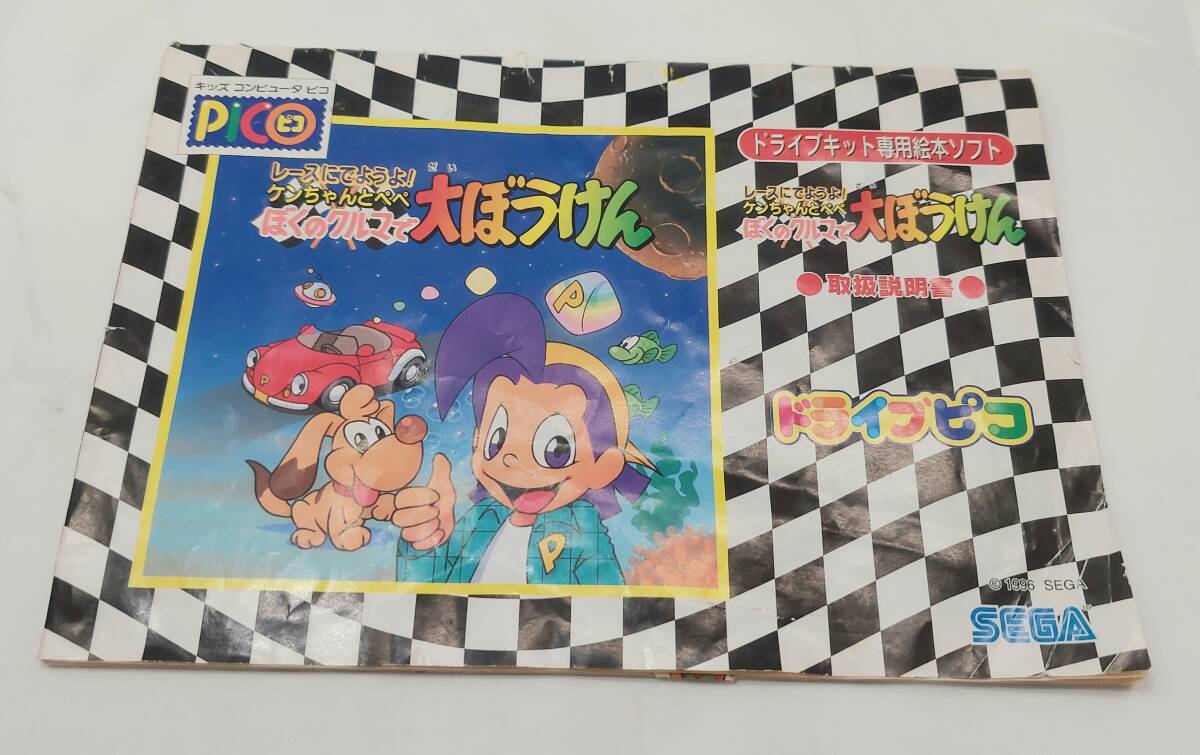 キッズ コンピュータ ピコ
PiCO ピコ
レースにでようよ!
ケンちゃんとペペ
ぼくのクルマで
だい
大ぼうけん
P
P
P
ドライブキット専用絵本ソフト
レースにでようよ!
ケンちゃんとペペ
ぼくのクルマで
だい
大ぼうけん
●取扱説明書●
ドライブピコ
©1996 SEGA
SEGA™